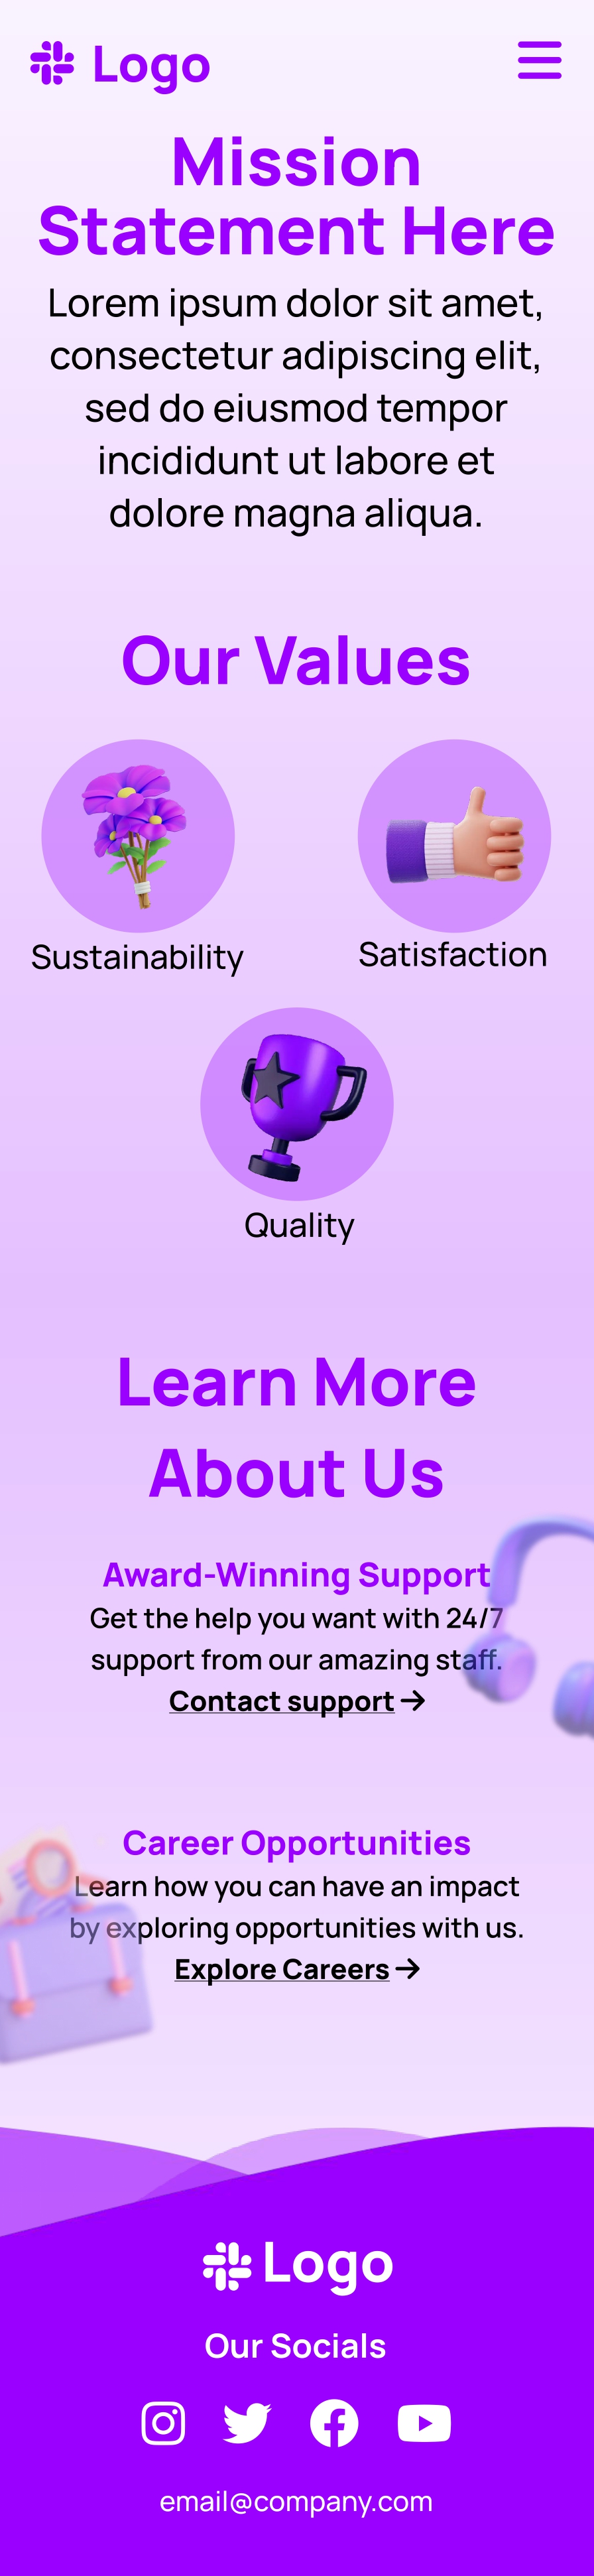 Logo
Mission
Statement Here
Lorem ipsum dolor sit amet,
consectetur adipiscing elit,
sed do eiusmod tempor
incididunt ut labore et
dolore magna aliqua.
Our Values
Sustainability
Satisfaction
Quality
Learn More
About Us
Award-Winning Support
Get the help you want with 24/7
support from our amazing staff.
Contact support →
Career Opportunities
Learn how you can have an impact
by exploring opportunities with us.
Explore Careers →
Logo
Our Socials
email@company.com